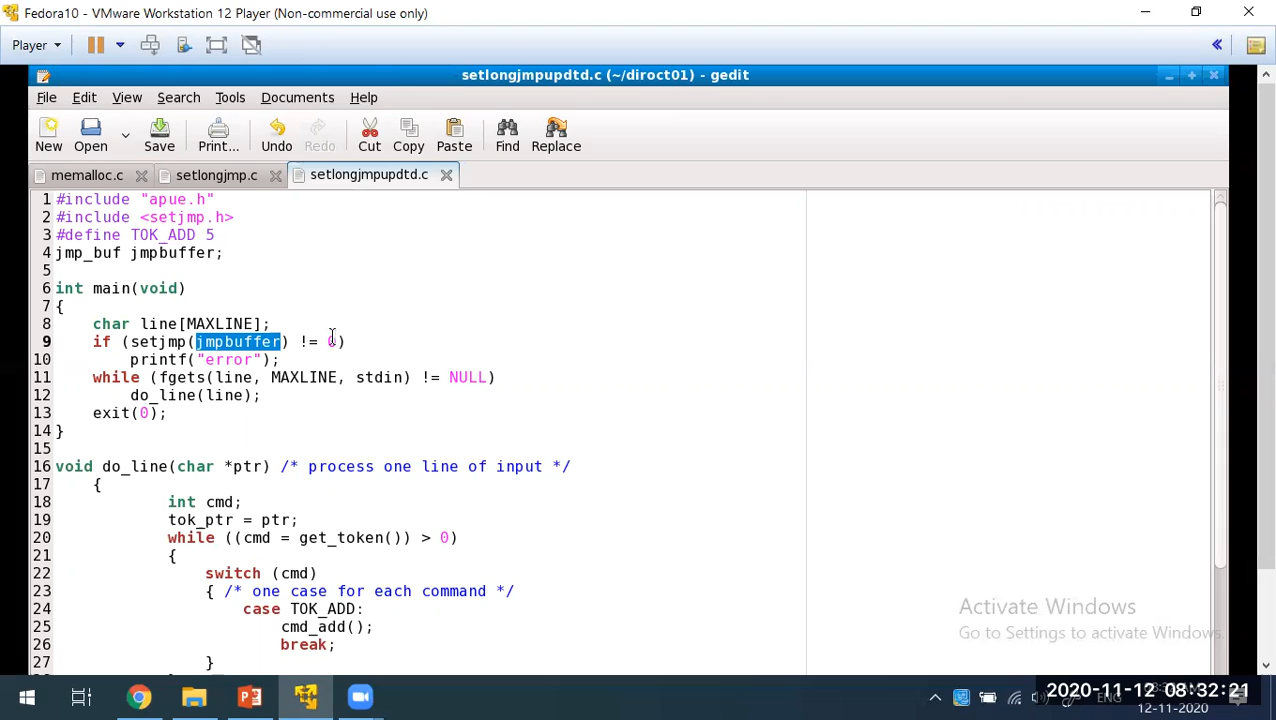 Fedora10 - VMware Workstation 12 Player (Non-commercial use only)
Player
setlongjmpupdtd.c (~/diroct01) - gedit
File Edit View Search Tools Documents Help
New Open Save Print... Undo Redo Cut Copy Paste Find Replace
memalloc.c setlongjmp.c setlongjmpupdtd.c
1 #include "apue.h"
2 #include <setjmp.h>
3 #define TOK_ADD 5
4 jmp_buf jmpbuffer;
5
6 int main(void)
7 {
8 char line[MAXLINE];
9 if (setjmp(jmpbuffer) != 0)
10 printf("error");
11 while (fgets(line, MAXLINE, stdin) != NULL)
12 do_line(line);
13 exit(0);
14 }
15
16 void do_line(char *ptr) /* process one line of input */
17 {
18 int cmd;
19 tok_ptr = ptr;
20 while ((cmd = get_token()) > 0)
21 {
22 switch (cmd)
23 { /* one case for each command */
24 case TOK_ADD:
25 cmd_add();
26 break;
27 }
Activate Windows
Go to Settings to activate Windows.
ENG
2020-11-12 08:32:21
12-11-2020